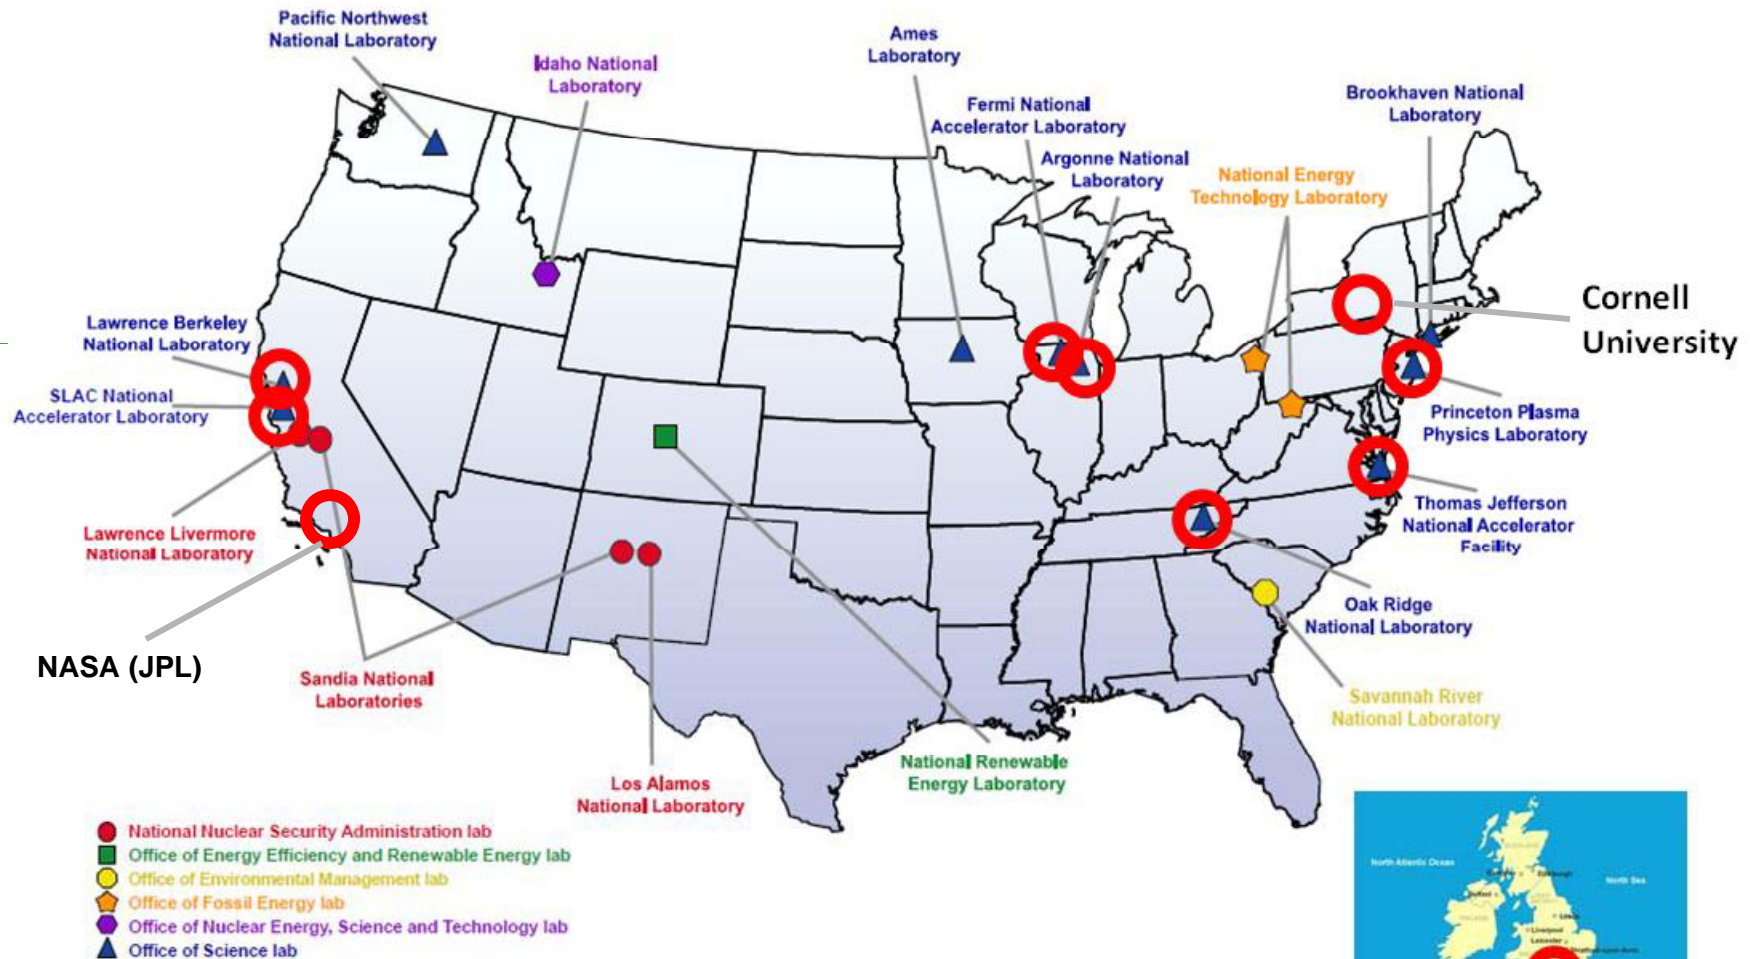 Pacific Northwest
National Laboratory
Idaho National
Laboratory
Ames
Laboratory
Fermi National
Accelerator Laboratory
Argonne National
Laboratory
Brookhaven National
Laboratory
National Energy
Technology Laboratory
Cornell
University
Lawrence Berkeley
National Laboratory
SLAC National
Accelerator Laboratory
Princeton Plasma
Physics Laboratory
Thomas Jefferson
National Accelerator
Facility
Lawrence Livermore
National Laboratory
Oak Ridge
National Laboratory
NASA (JPL)
Sandia National
Laboratories
Savannah River
National Laboratory
National Renewable
Energy Laboratory
Los Alamos
National Laboratory
National Nuclear Security Administration lab
Office of Energy Efficiency and Renewable Energy lab
Office of Environmental Management lab
Office of Fossil Energy lab
Office of Nuclear Energy, Science and Technology lab
Office of Science lab
North Atlantic Ocean
North Sea
Edinburgh
Leeds
Liverpool
Leicester